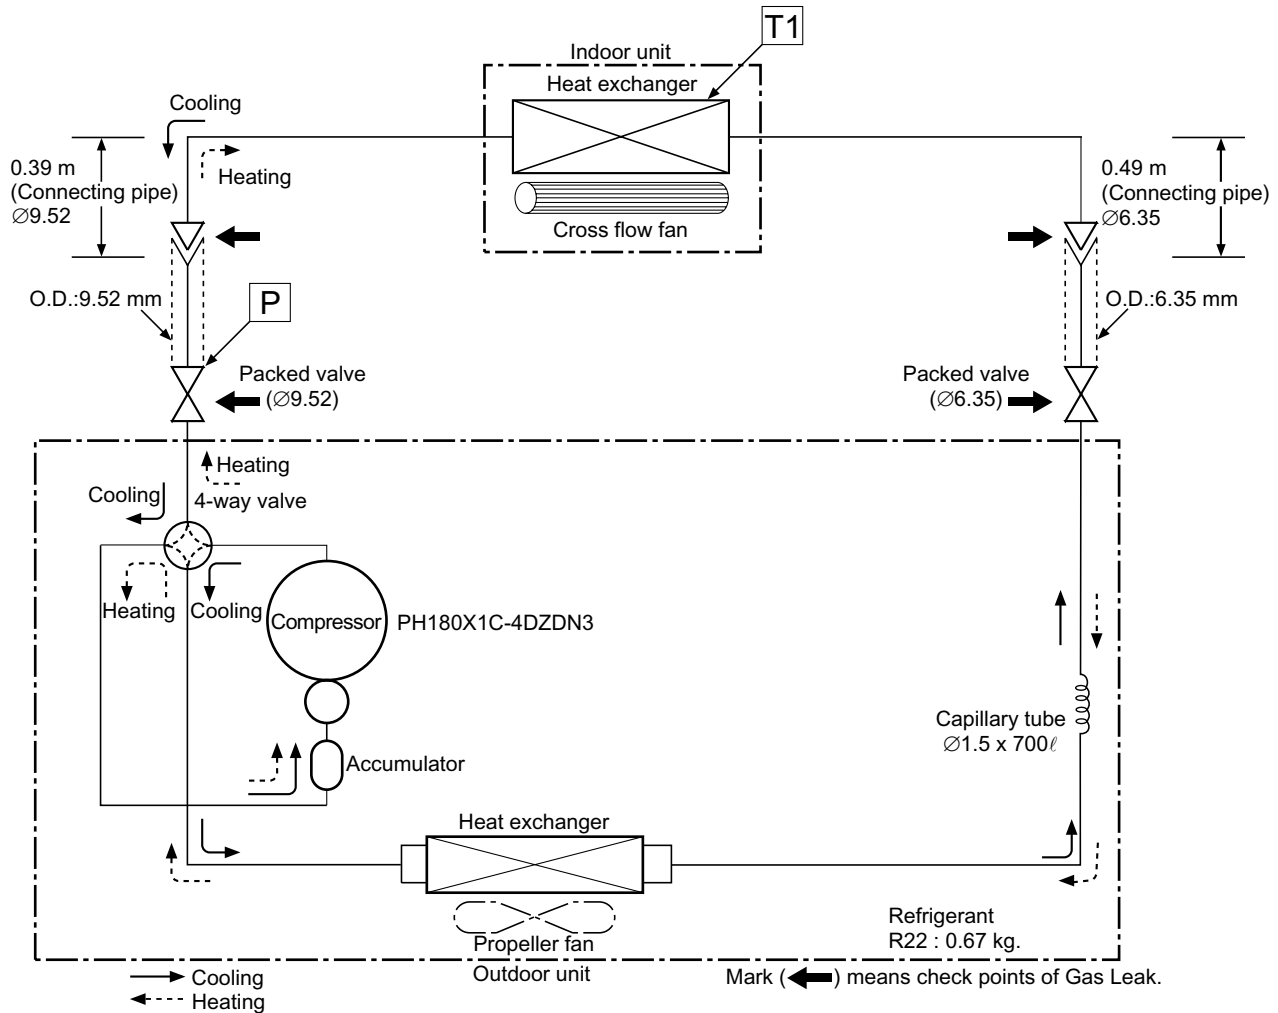 T1
Indoor unit
Heat exchanger
Cooling
Heating
0.39 m
(Connecting pipe)
∅9.52
0.49 m
(Connecting pipe)
∅6.35
Cross flow fan
O.D.:9.52 mm
P
O.D.:6.35 mm
Packed valve
(∅9.52)
Packed valve
(∅6.35)
Heating
Cooling
4-way valve
Heating
Cooling
Compressor
PH180X1C-4DZDN3
Capillary tube
∅1.5 x 700ℓ
Accumulator
Heat exchanger
Refrigerant
R22 : 0.67 kg.
Propeller fan
Outdoor unit
Cooling
Heating
Mark ( ) means check points of Gas Leak.